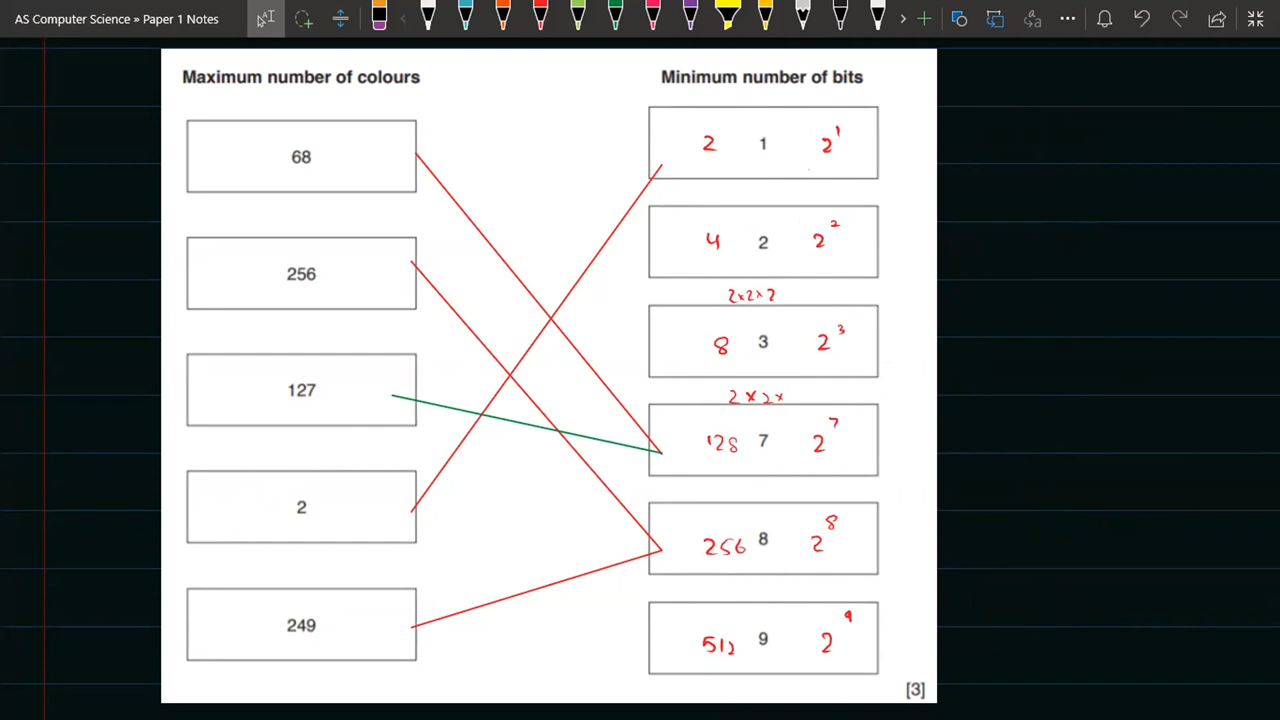 AS Computer Science » Paper 1 Notes
Maximum number of colours
Minimum number of bits
68
256
127
2
249
2 1 2¹
4 2 2²
2×2×2
8 3 2³
2 × 2×
128 7 2⁷
256 8 2⁸
512 9 2⁹
[3]